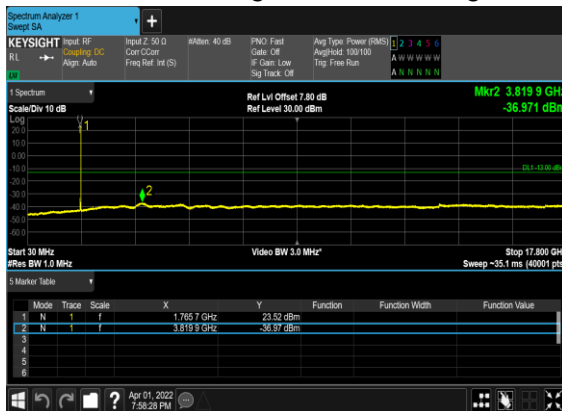 Spectrum Analyzer 1
Swept SA
KEYSIGHT
RL
Input: RF
Coupling: DC
Align: Auto
Input Z: 50 Ω
Corr CCorr
Freq Ref: Int (S)
#Atten: 40 dB
PNO: Fast
Gate: Off
IF Gain: Low
Sig Track: Off
Avg Type: Power (RMS)
Avg|Hold: 100/100
Trig: Free Run
1 2 3 4 5 6
A W W W W W
A N N N N N
1 Spectrum
Scale/Div 10 dB
Ref Lvl Offset 7.80 dB
Ref Level 30.00 dBm
Mkr2 3.819 9 GHz
-36.971 dBm
Log
20.0
10.0
0.00
-10.0
-20.0
-30.0
-40.0
-50.0
-60.0
1
2
DL1 -13.00 dBm
Start 30 MHz
#Res BW 1.0 MHz
Video BW 3.0 MHz*
Stop 17.800 GHz
Sweep ~35.1 ms (40001 pts)
5 Marker Table
Mode Trace Scale X Y Function Function Width Function Value
1 N 1 f 1.765 7 GHz 23.52 dBm
2 N 1 f 3.819 9 GHz -36.97 dBm
3
4
5
6
?
Apr 01, 2022
7:58:28 PM